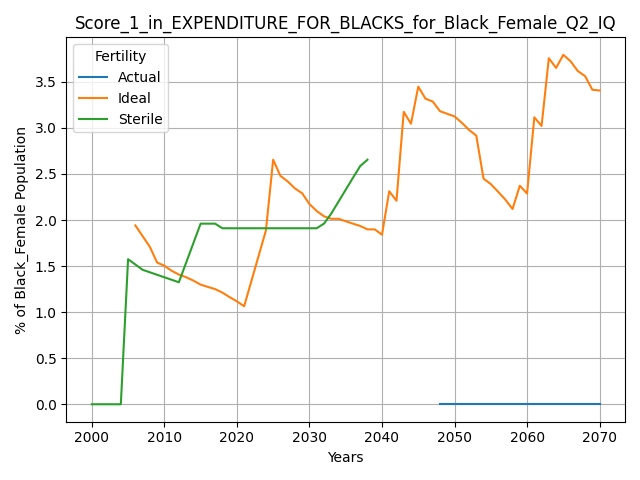 Score_1_in_EXPENDITURE_FOR_BLACKS_for_Black_Female_Q2_IQ
Fertility
Actual
Ideal
Sterile
% of Black_Female Population
3.5
3.0
2.5
2.0
1.5
1.0
0.5
0.0
2000 2010 2020 2030 2040 2050 2060 2070
Years